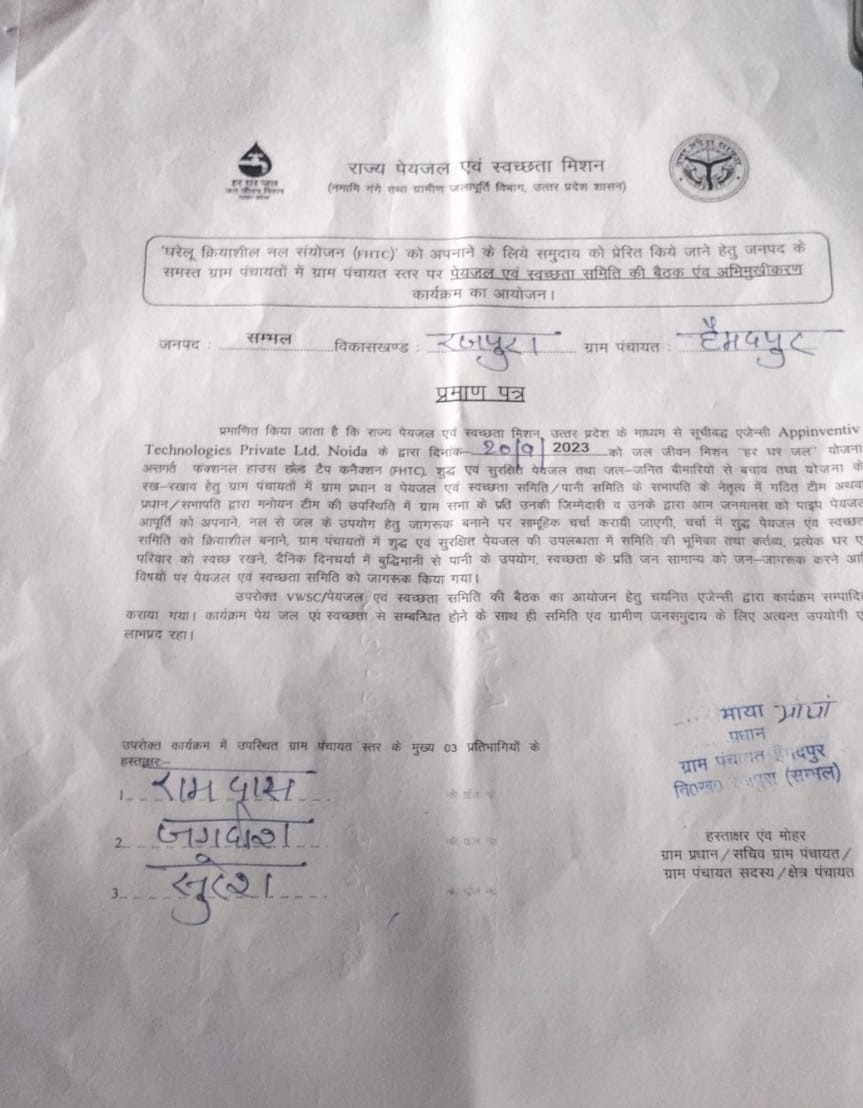 हर घर जल
जल जीवन मिशन
राज्य पेयजल एवं स्वच्छता मिशन
(नमामि गंगे तथा ग्रामीण जलापूर्ति विभाग, उत्तर प्रदेश शासन)
'घरेलू क्रियाशील नल संयोजन (FHTC)' को अपनाने के लिये समुदाय को प्रेरित किये जाने हेतु जनपद के
समस्त ग्राम पंचायतों में ग्राम पंचायत स्तर पर पेयजल एवं स्वच्छता समिति की बैठक एंव अभिमुखीकरण
कार्यक्रम का आयोजन।
जनपद : सम्भल विकासखण्ड : रजपुरा ग्राम पंचायत : हैमदपुर
प्रमाण पत्र
प्रमाणित किया जाता है कि राज्य पेयजल एवं स्वच्छता मिशन, उत्तर प्रदेश के माध्यम से सूचीबद्ध एजेन्सी Appinventiv
Technologies Private Ltd. Noida के द्वारा दिनांक 20/9/ 2023 को जल जीवन मिशन "हर घर जल" योजना
अन्तर्गत फंक्शनल हाउस होल्ड टैप कनैक्शन (FHTC), शुद्ध एवं सुरक्षित पेयजल तथा जल–जनित बीमारियो से बचाव तथा योजना के
रख–रखाव हेतु ग्राम पंचायतों में ग्राम प्रधान व पेयजल एवं स्वच्छता समिति/पानी समिति के सभापति के नेतृत्व में गठित टीम अथव
प्रधान/सभापति द्वारा मनोयन टीम की उपस्थिति में ग्राम सभा के प्रति उनकी जिम्मेदारी व उनके द्वारा आम जनमानस को पाइप पेयजल
आपूर्ति को अपनाने, नल से जल के उपयोग हेतु जागरूक बनाने पर सामूहिक चर्चा करायी जाएगी, चर्चा में शुद्ध पेयजल एंव स्वच्छता
समिति को क्रियाशील बनाने, ग्राम पंचायतों में शुद्ध एवं सुरक्षित पेयजल की उपलब्धता में समिति की भूमिका तथा कर्तव्य, प्रत्येक घर ए
परिवार को स्वच्छ रखने, दैनिक दिनचर्या में बुद्धिमानी से पानी के उपयोग, स्वच्छता के प्रति जन सामान्य को जन–जागरूक करने आ
विषयो पर पेयजल एवं स्वच्छता समिति को जागरूक किया गया।
उपरोक्त VWSC/पेयजल एवं स्वच्छता समिति की बैठक का आयोजन हेतु चयनित एजेन्सी द्वारा कार्यक्रम सम्पादि
कराया गया। कार्यक्रम पेय जल एंव स्वच्छता से सम्बन्धित होने के साथ ही समिति एंव ग्रामीण जनसमुदाय के लिए अत्यन्त उपयोगी ए
लाभप्रद रहा।
माया माया
प्रधान
ग्राम पंचायत हैमदपुर
वि०ख० रजपुरा (सम्भल)
उपरोक्त कार्यक्रम में उपस्थित ग्राम पंचायत स्तर के मुख्य 03 प्रतिभागियों के
हस्ताक्षर–
1. राम दास
2. जगदीश
3. सुरेश
हस्ताक्षर एंव मोहर
ग्राम प्रधान/सचिव ग्राम पंचायत/
ग्राम पंचायत सदस्य/क्षेत्र पंचायत